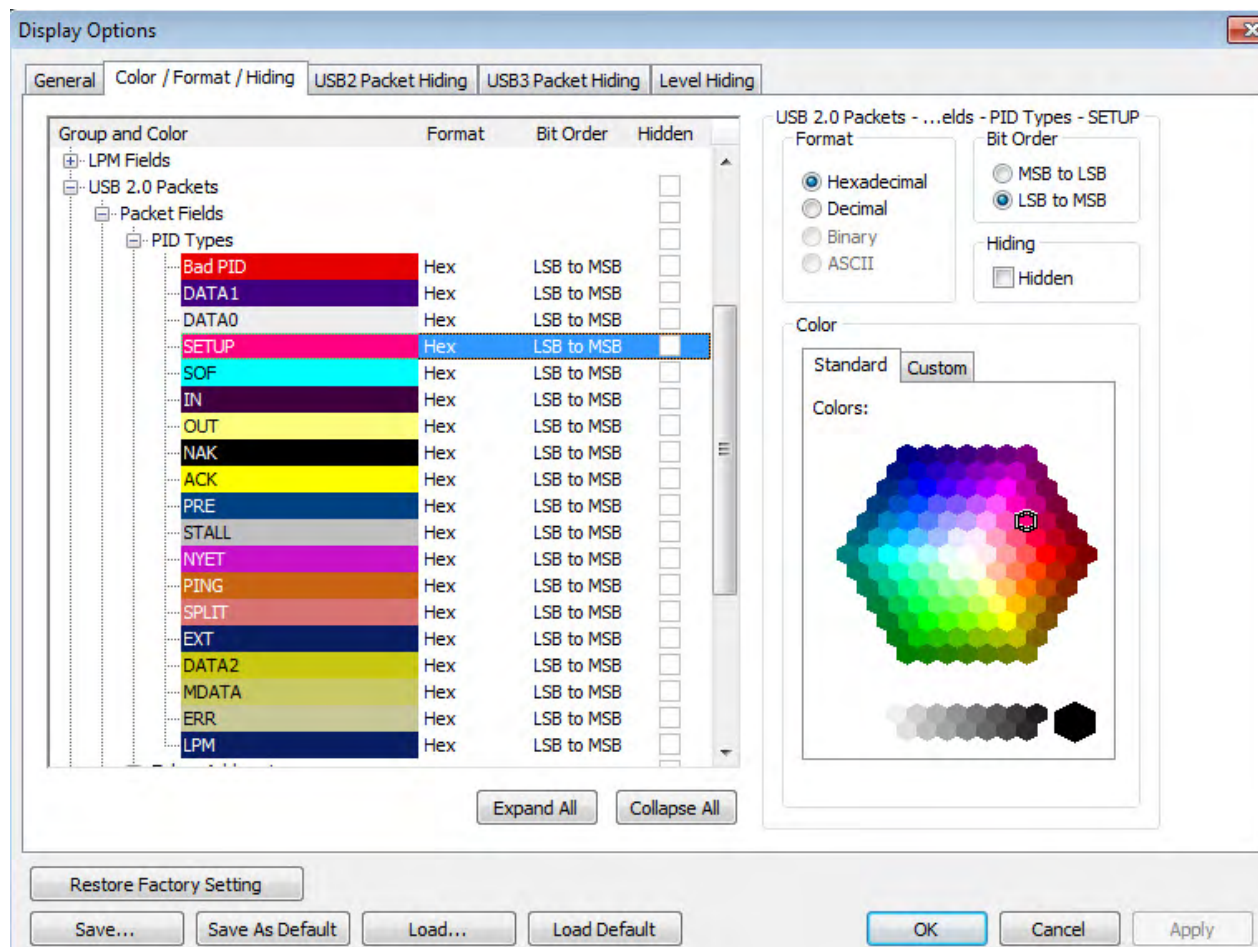 Display Options
General Color / Format / Hiding USB2 Packet Hiding USB3 Packet Hiding Level Hiding
Group and Color Format Bit Order Hidden
LPM Fields
USB 2.0 Packets
Packet Fields
PID Types
Bad PID Hex LSB to MSB
DATA1 Hex LSB to MSB
DATA0 Hex LSB to MSB
SETUP Hex LSB to MSB
SOF Hex LSB to MSB
IN Hex LSB to MSB
OUT Hex LSB to MSB
NAK Hex LSB to MSB
ACK Hex LSB to MSB
PRE Hex LSB to MSB
STALL Hex LSB to MSB
NYET Hex LSB to MSB
PING Hex LSB to MSB
SPLIT Hex LSB to MSB
EXT Hex LSB to MSB
DATA2 Hex LSB to MSB
MDATA Hex LSB to MSB
ERR Hex LSB to MSB
LPM Hex LSB to MSB
Expand All Collapse All
USB 2.0 Packets - ...elds - PID Types - SETUP
Format
Hexadecimal
Decimal
Binary
ASCII
Bit Order
MSB to LSB
LSB to MSB
Hiding
Hidden
Color
Standard Custom
Colors:
Restore Factory Setting
Save... Save As Default Load... Load Default OK Cancel Apply